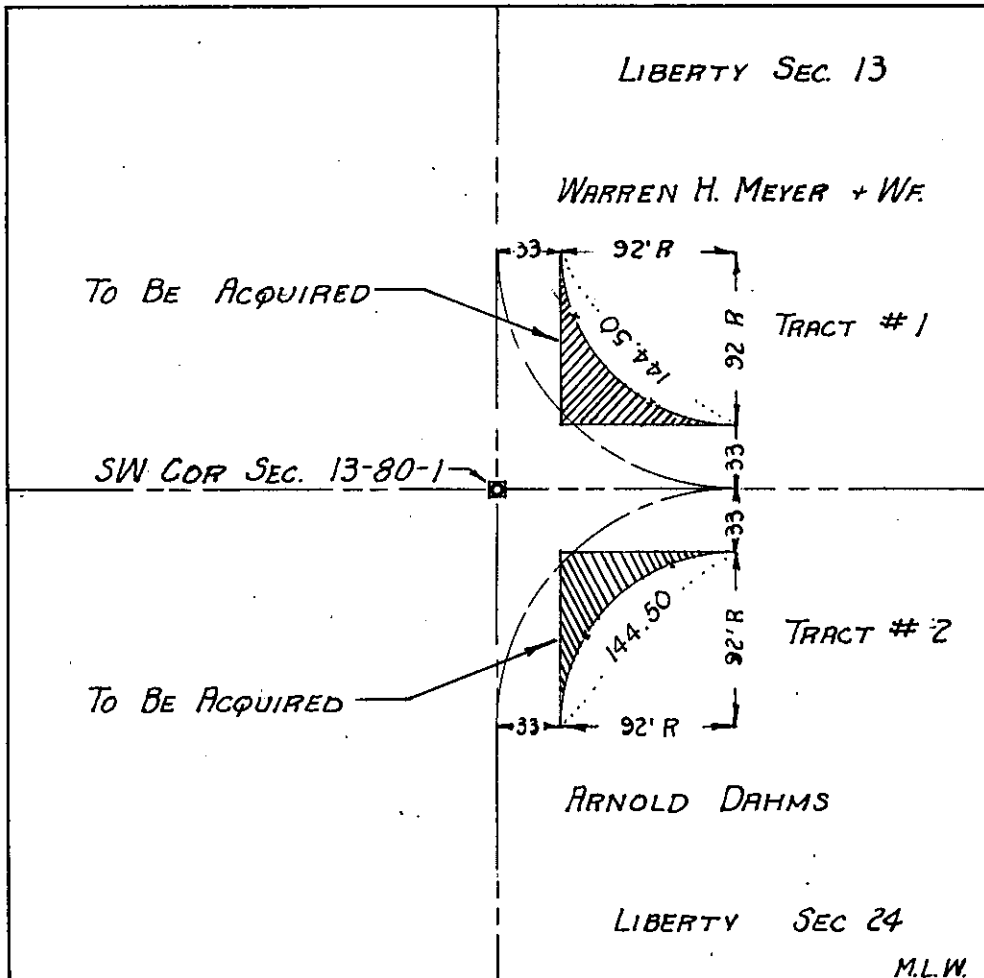 LIBERTY SEC. 13
WARREN H. MEYER + WF.
33
92' R
TO BE ACQUIRED
144.50
92 R
TRACT # 1
33
SW COR SEC. 13-80-1
33
144.50
92' R
TRACT # 2
TO BE ACQUIRED
33
92' R
ARNOLD DAHMS
LIBERTY SEC 24
M.L.W.